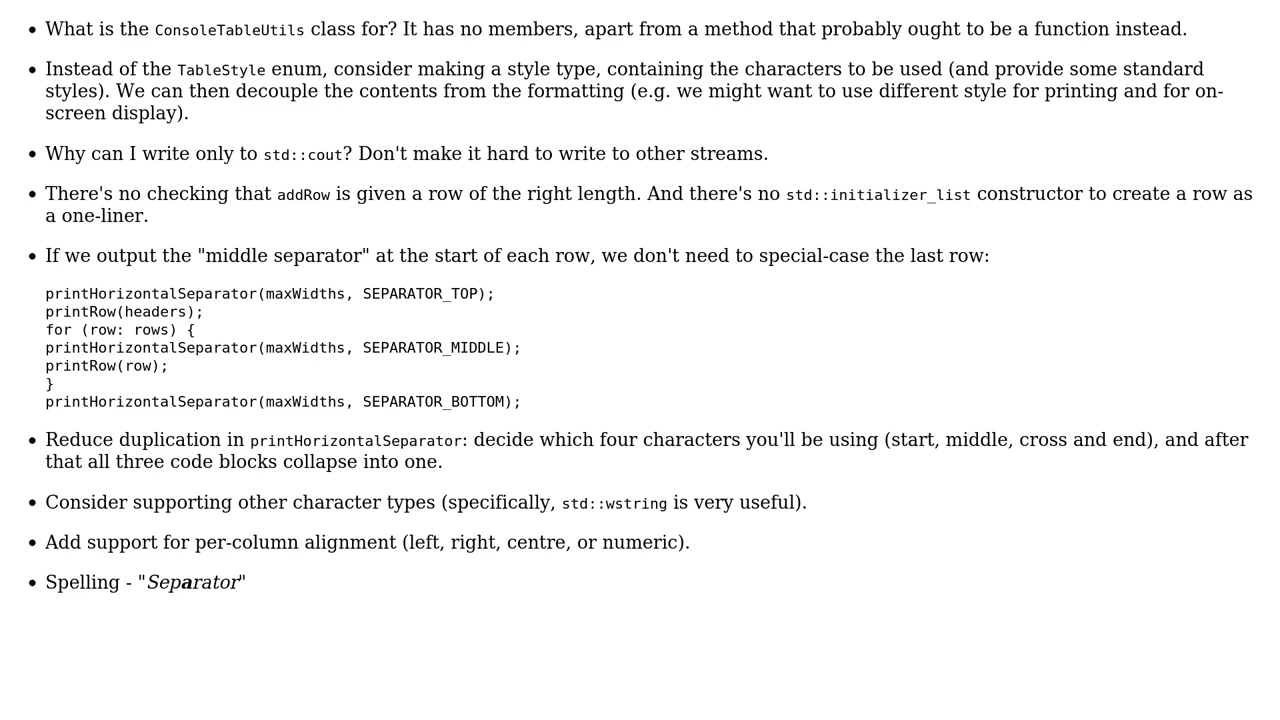 • What is the ConsoleTableUtils class for? It has no members, apart from a method that probably ought to be a function instead.
• Instead of the TableStyle enum, consider making a style type, containing the characters to be used (and provide some standard
styles). We can then decouple the contents from the formatting (e.g. we might want to use different style for printing and for on-
screen display).
• Why can I write only to std::cout? Don't make it hard to write to other streams.
• There's no checking that addRow is given a row of the right length. And there's no std::initializer_list constructor to create a row as
a one-liner.
• If we output the "middle separator" at the start of each row, we don't need to special-case the last row:
printHorizontalSeparator(maxWidths, SEPARATOR_TOP);
printRow(headers);
for (row: rows) {
printHorizontalSeparator(maxWidths, SEPARATOR_MIDDLE);
printRow(row);
}
printHorizontalSeparator(maxWidths, SEPARATOR_BOTTOM);
• Reduce duplication in printHorizontalSeparator: decide which four characters you'll be using (start, middle, cross and end), and after
that all three code blocks collapse into one.
• Consider supporting other character types (specifically, std::wstring is very useful).
• Add support for per-column alignment (left, right, centre, or numeric).
• Spelling - "Separator"